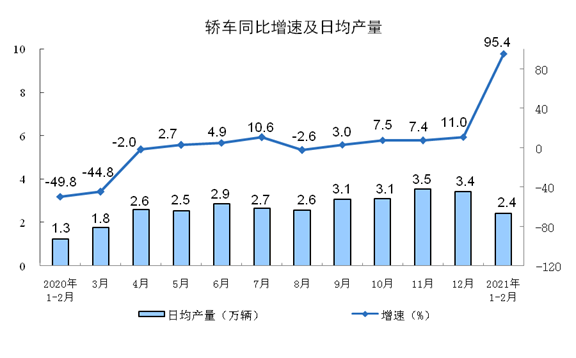 轿车同比增速及日均产量
10
8
6
4
2
0
80
40
0
-40
-80
-120
-49.8
-44.8
-2.0
2.7
4.9
10.6
-2.6
3.0
7.5
7.4
11.0
95.4
1.3
1.8
2.6
2.5
2.9
2.7
2.6
3.1
3.1
3.5
3.4
2.4
2020年
1-2月
3月
4月
5月
6月
7月
8月
9月
10月
11月
12月
2021年
1-2月
日均产量（万辆）
增速（%）